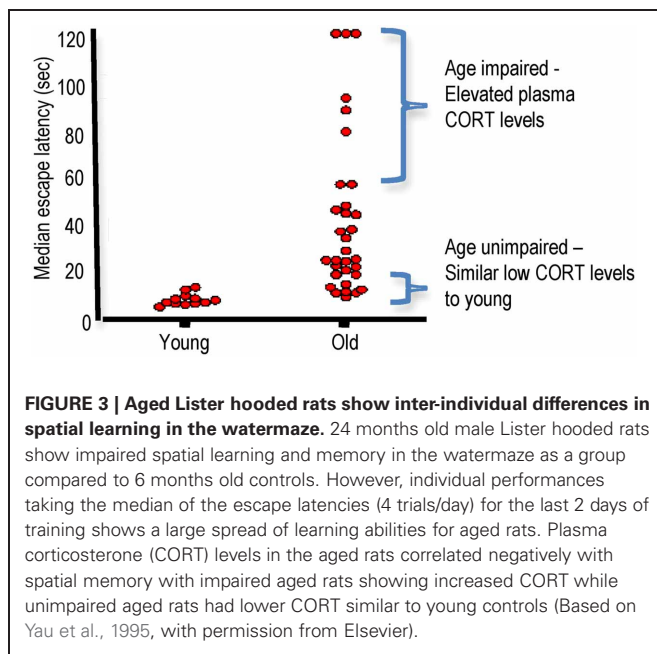 120
100
80
60
40
20
0
Median escape latency (sec)
Young
Old
Age impaired -
Elevated plasma
CORT levels
Age unimpaired –
Similar low CORT levels
to young
FIGURE 3 | Aged Lister hooded rats show inter-individual differences in
spatial learning in the watermaze. 24 months old male Lister hooded rats
show impaired spatial learning and memory in the watermaze as a group
compared to 6 months old controls. However, individual performances
taking the median of the escape latencies (4 trials/day) for the last 2 days of
training shows a large spread of learning abilities for aged rats. Plasma
corticosterone (CORT) levels in the aged rats correlated negatively with
spatial memory with impaired aged rats showing increased CORT while
unimpaired aged rats had lower CORT similar to young controls (Based on
Yau et al., 1995, with permission from Elsevier).